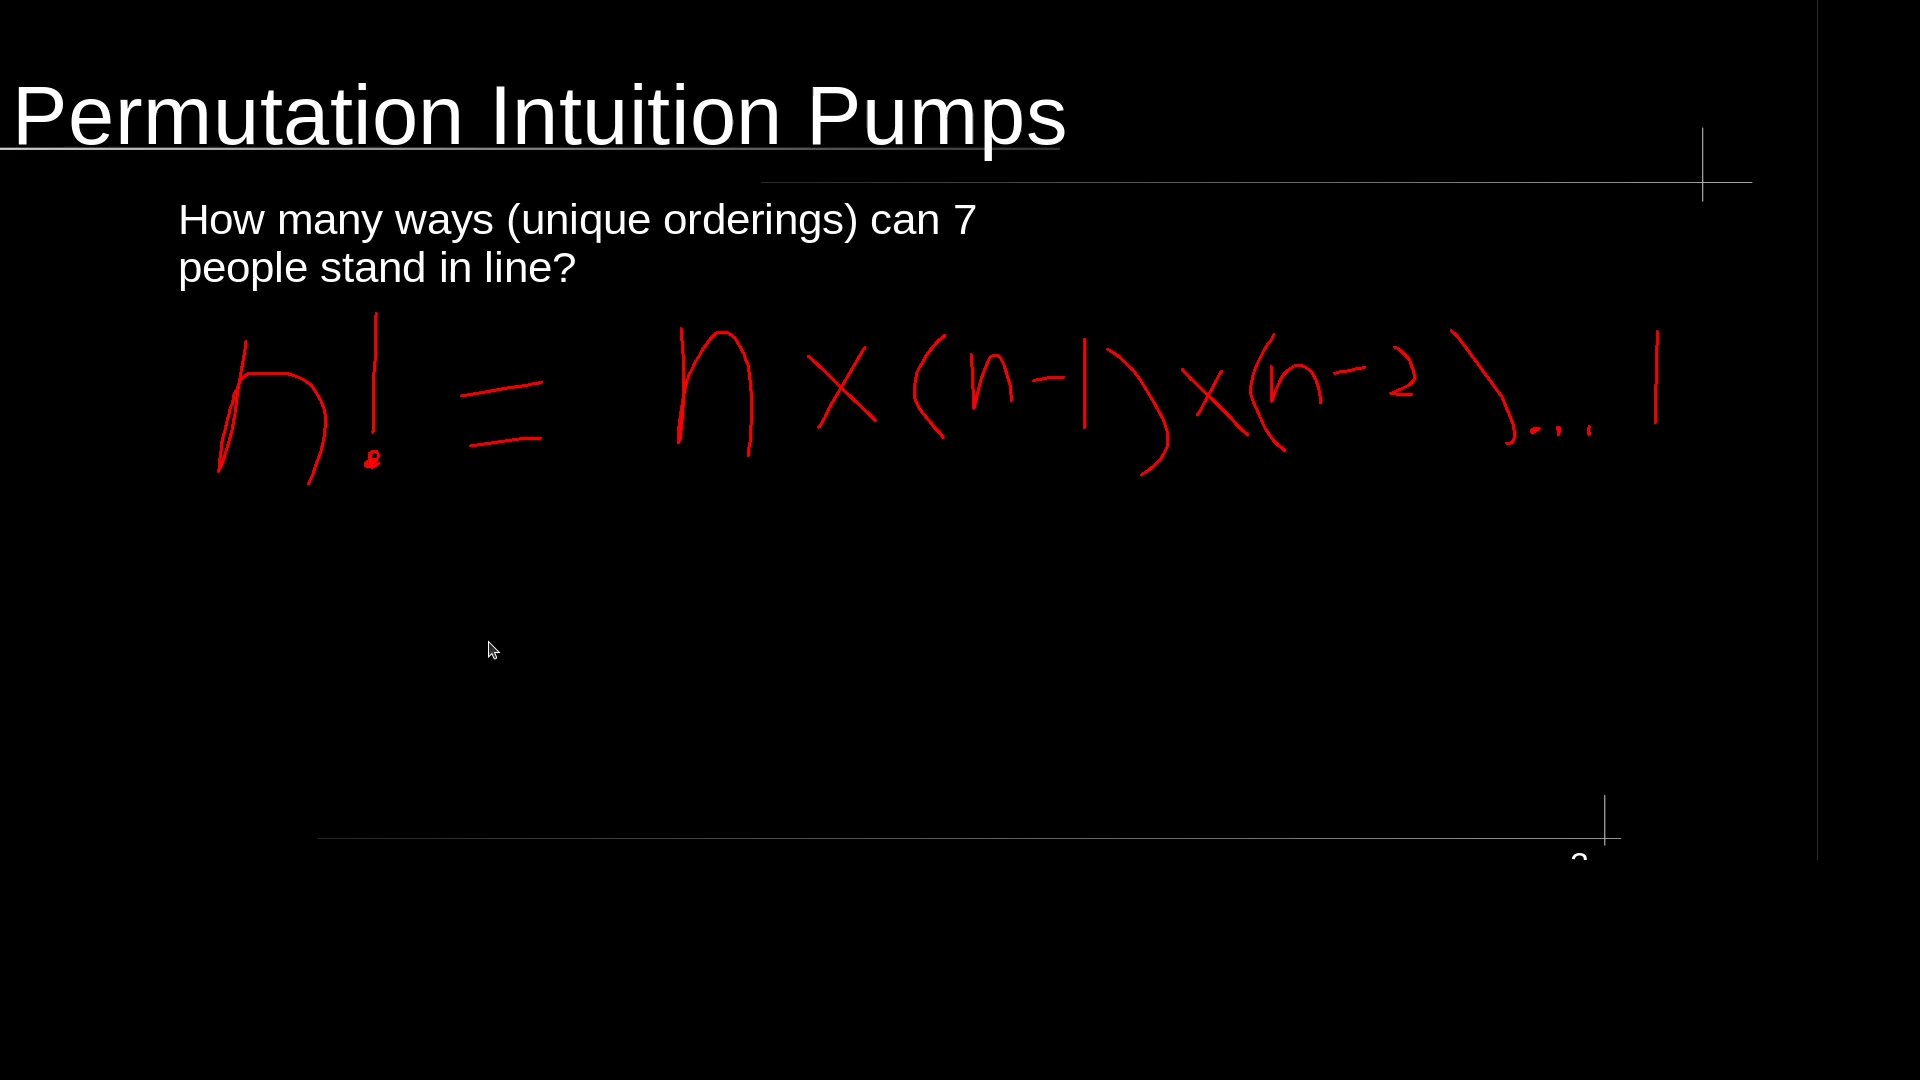 Permutation Intuition Pumps
How many ways (unique orderings) can 7
people stand in line?
n! = n × (n-1) × (n-2) ... 1